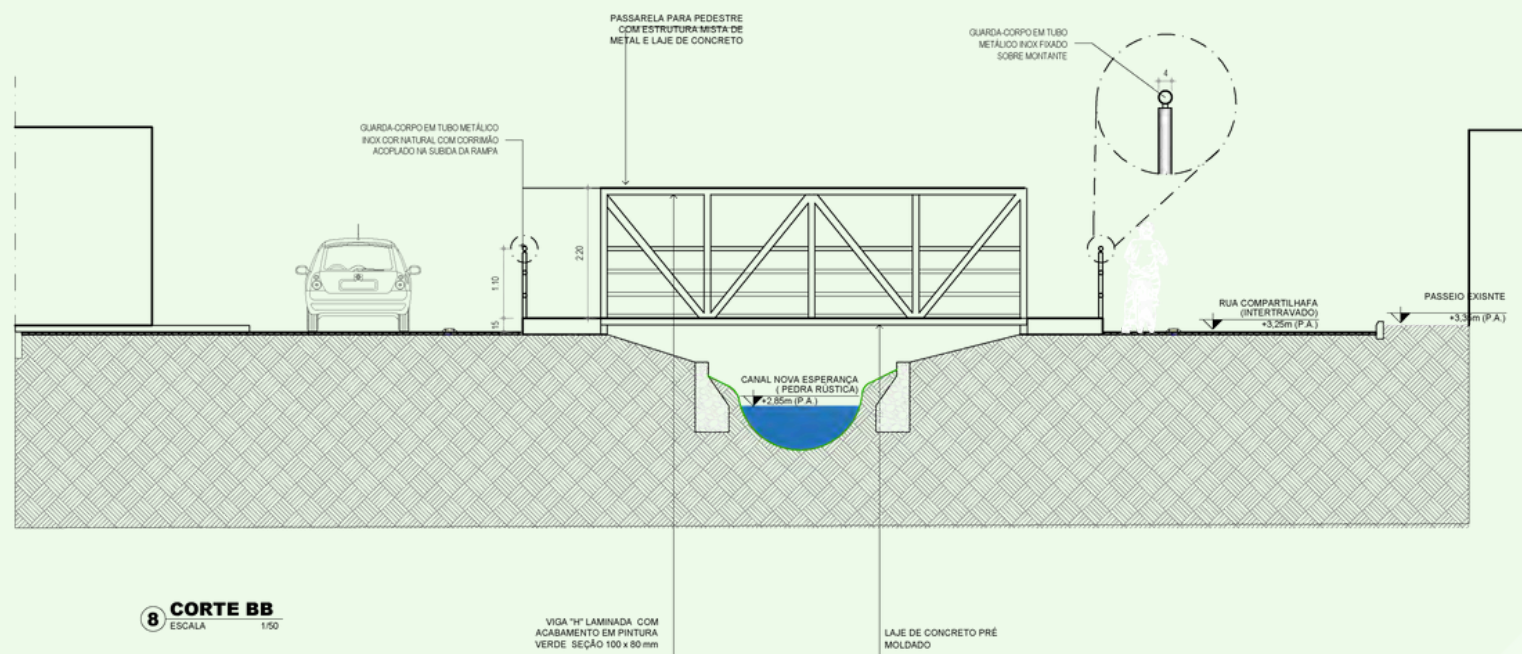 PASSARELA PARA PEDESTRE
COM ESTRUTURA MISTA DE
METAL E LAJE DE CONCRETO
GUARDA-CORPO EM TUBO
METÁLICO INOX FIXADO
SOBRE MONTANTE
4
GUARDA-CORPO EM TUBO METÁLICO
INOX COR NATURAL COM CORRIMÃO
ACOPLADO NA SUBIDA DA RAMPA
2.20
1.10
15
RUA COMPARTILHAFA
(INTERTRAVADO)
+3,25m (P.A.)
PASSEIO EXISNTE
+3,35m (P.A.)
CANAL NOVA ESPERANÇA
( PEDRA RÚSTICA)
+2,85m (P.A.)
8 CORTE BB
ESCALA 1/50
VIGA "H" LAMINADA COM
ACABAMENTO EM PINTURA
VERDE SEÇÃO 100 x 80 mm
LAJE DE CONCRETO PRÉ
MOLDADO